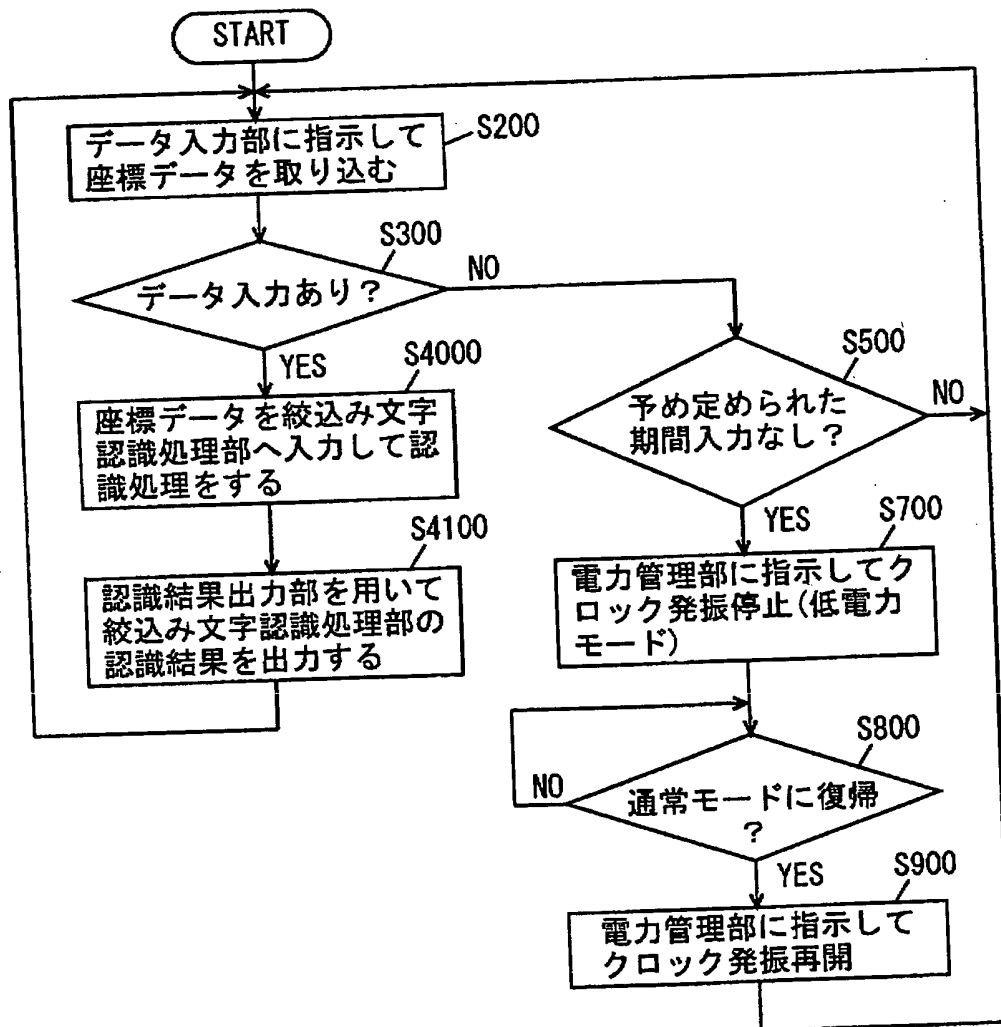 START
データ入力部に指示して
座標データを取り込む
S200
データ入力あり？
S300
NO
YES
座標データを絞込み文字
認識処理部へ入力して認
識処理をする
S4000
認識結果出力部を用いて
絞込み文字認識処理部の
認識結果を出力する
S4100
予め定められた
期間入力なし？
S500
NO
YES
電力管理部に指示してク
ロック発振停止(低電力
モード)
S700
通常モードに復帰
？
S800
NO
YES
電力管理部に指示して
クロック発振再開
S900